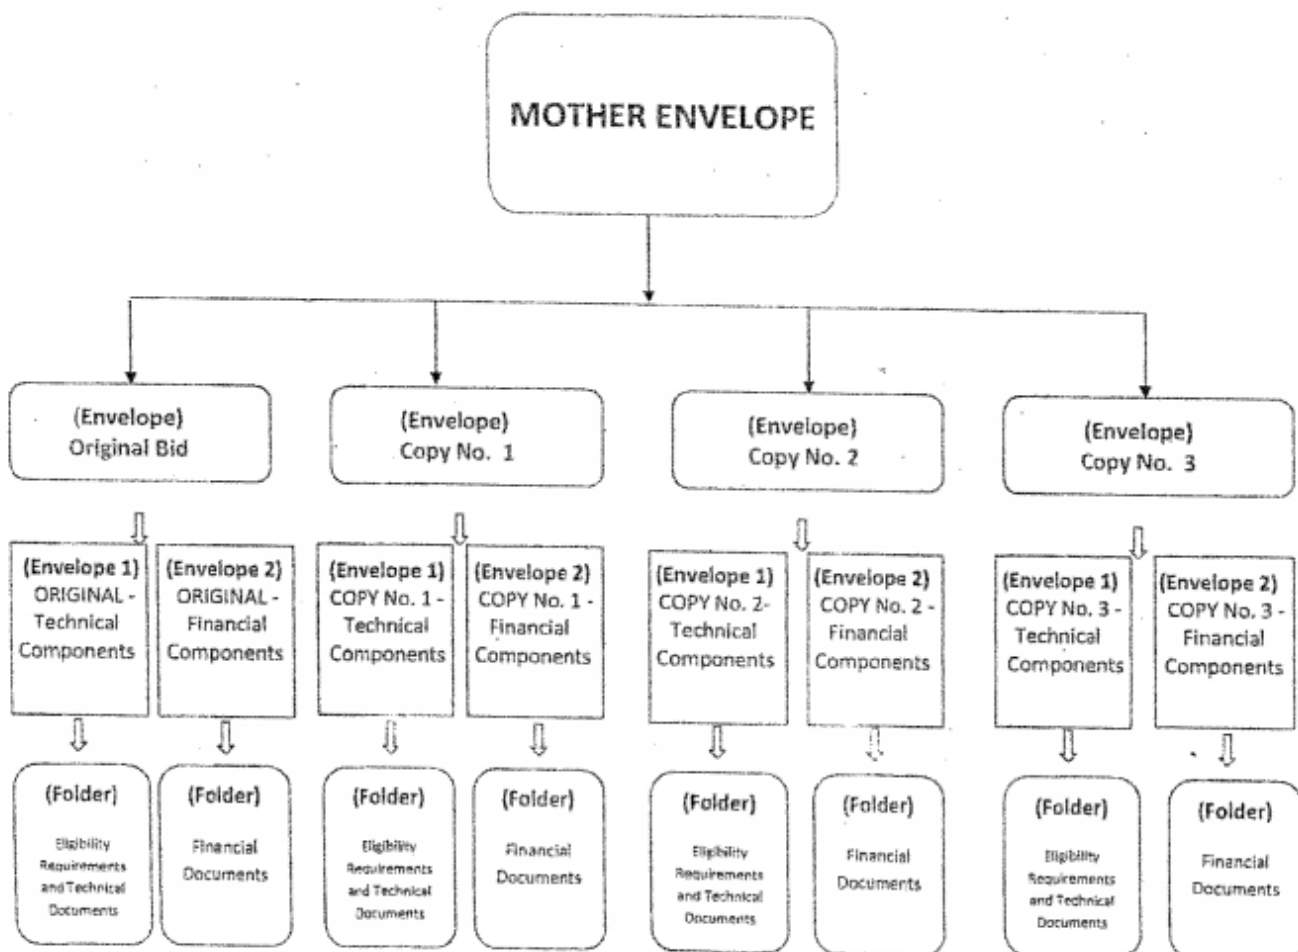 MOTHER ENVELOPE
(Envelope)
Original Bid
(Envelope)
Copy No. 1
(Envelope)
Copy No. 2
(Envelope)
Copy No. 3
(Envelope 1)
ORIGINAL -
Technical
Components
(Envelope 2)
ORIGINAL -
Financial
Components
(Envelope 1)
COPY No. 1 -
Technical
Components
(Envelope 2)
COPY No. 1 -
Financial
Components
(Envelope 1)
COPY No. 2-
Technical
Components
(Envelope 2)
COPY No. 2 -
Financial
Components
(Envelope 1)
COPY No. 3 -
Technical
Components
(Envelope 2)
COPY No. 3 -
Financial
Components
(Folder)
Eligibility
Requirements
and Technical
Documents
(Folder)
Financial
Documents
(Folder)
Eligibility
Requirements
and Technical
Documents
(Folder)
Financial
Documents
(Folder)
Eligibility
Requirements
and Technical
Documents
(Folder)
Financial
Documents
(Folder)
Eligibility
Requirements
and Technical
Documents
(Folder)
Financial
Documents